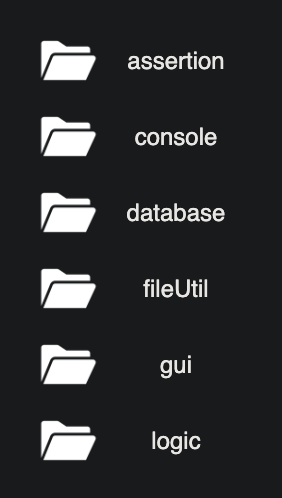 assertion
console
database
fileUtil
gui
logic